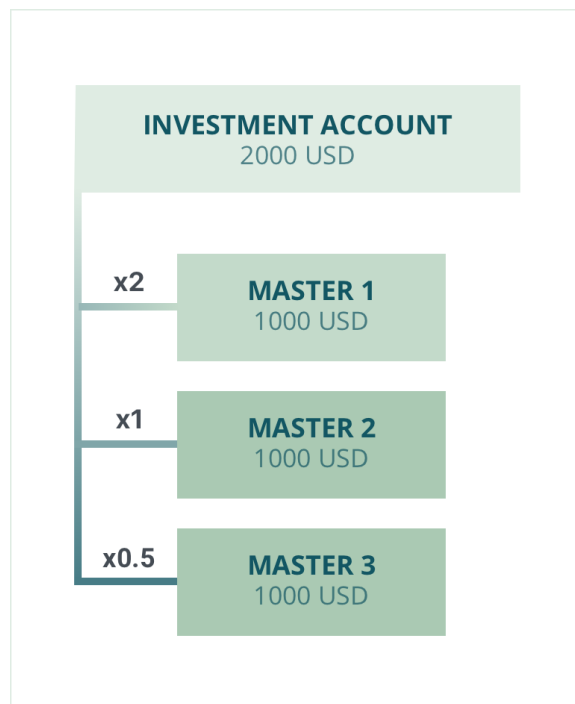 INVESTMENT ACCOUNT
2000 USD
x2
MASTER 1
1000 USD
x1
MASTER 2
1000 USD
x0.5
MASTER 3
1000 USD